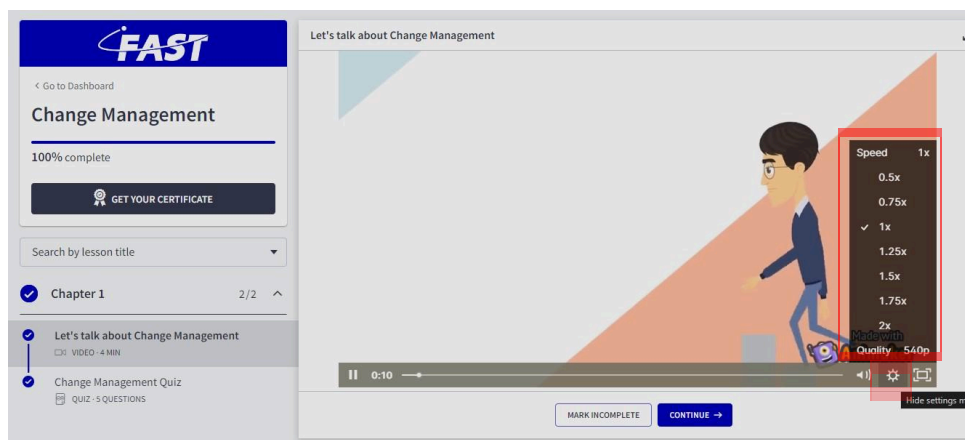 FAST
Go to Dashboard
Change Management
100% complete
GET YOUR CERTIFICATE
Search by lesson title
Chapter 1 2/2
Let's talk about Change Management
VIDEO · 4 MIN
Change Management Quiz
QUIZ · 5 QUESTIONS
Let's talk about Change Management
Speed 1x
0.5x
0.75x
1x
1.25x
1.5x
1.75x
2x
Made with
Quality 540p
0:10
Hide settings m
MARK INCOMPLETE
CONTINUE →